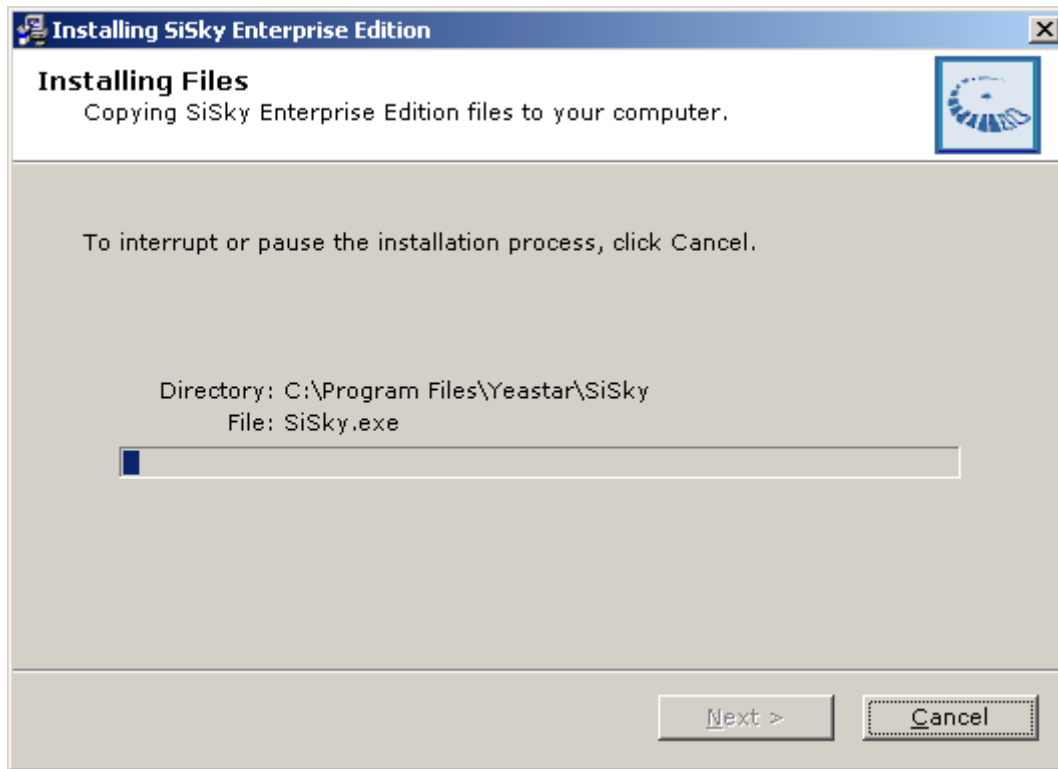 Installing SiSky Enterprise Edition
Installing Files
Copying SiSky Enterprise Edition files to your computer.
To interrupt or pause the installation process, click Cancel.
Directory: C:\Program Files\Yeastar\SiSky
File: SiSky.exe
Next >
Cancel